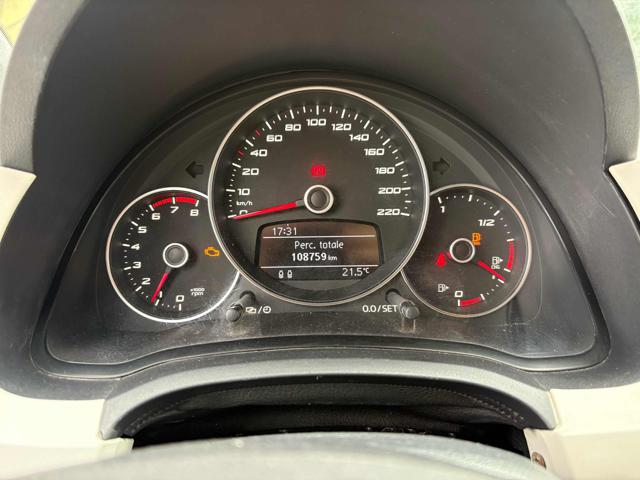 80 100 120
60 140
40 160
20 180
10 200
km/h 0 220
17:31
Perc. totale
108759 km
21.5°C
6 7 8
5
4
3
2
1 0 x1000
rpm
1 1/2
0
CNG
0.0/SET